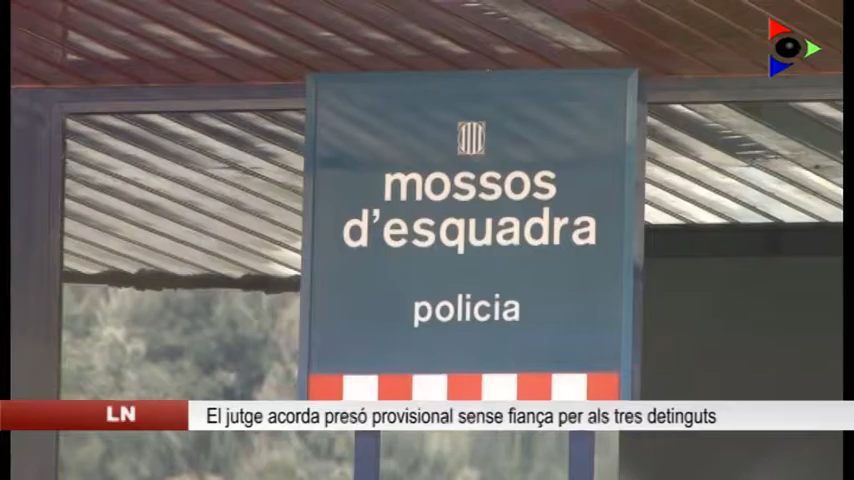 mossos
d'esquadra
policia
LN El jutge acorda presó provisional sense fiança per als tres detinguts